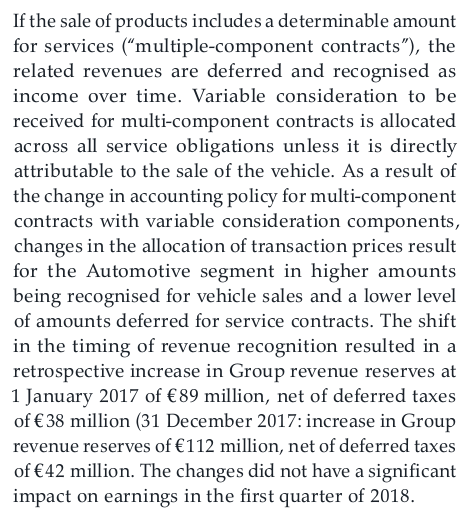 If the sale of products includes a determinable amount
for services (“multiple-component contracts”), the
related revenues are deferred and recognised as
income over time. Variable consideration to be
received for multi-component contracts is allocated
across all service obligations unless it is directly
attributable to the sale of the vehicle. As a result of
the change in accounting policy for multi-component
contracts with variable consideration components,
changes in the allocation of transaction prices result
for the Automotive segment in higher amounts
being recognised for vehicle sales and a lower level
of amounts deferred for service contracts. The shift
in the timing of revenue recognition resulted in a
retrospective increase in Group revenue reserves at
1 January 2017 of €89 million, net of deferred taxes
of €38 million (31 December 2017: increase in Group
revenue reserves of €112 million, net of deferred taxes
of €42 million. The changes did not have a significant
impact on earnings in the first quarter of 2018.